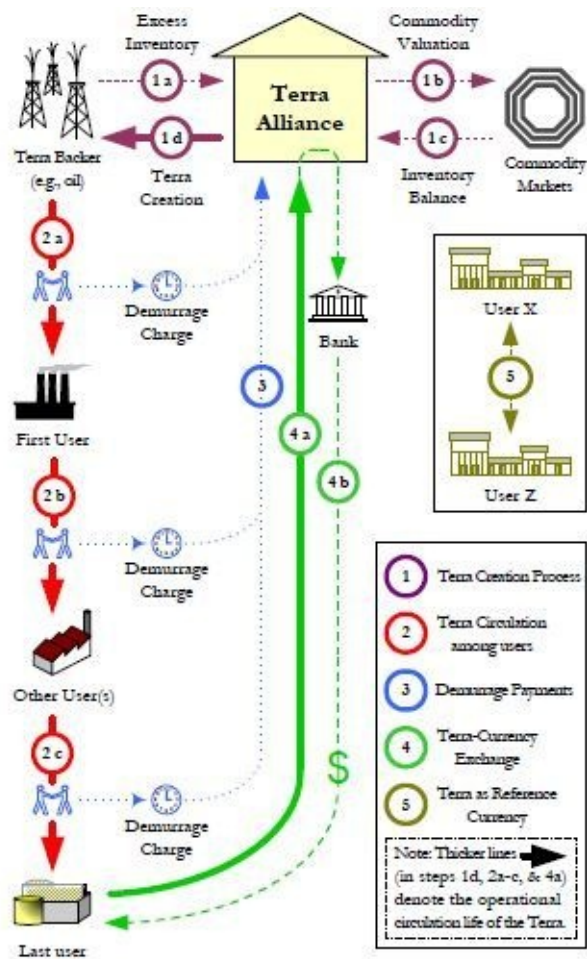 Excess
Inventory
1a
Terra
Alliance
Commodity
Valuation
1b
1d
1c
Terra Backer
(e.g., oil)
Terra
Creation
Inventory
Balance
Commodity
Markets
2a
Demurrage
Charge
Bank
User X
3
5
First User
4a
2b
4b
User Z
Demurrage
Charge
1 Terra Creation Process
2 Terra Circulation
among users
Other User(s)
3 Demurrage Payments
2c
4 Terra-Currency
Exchange
$
5 Terra as Reference
Currency
Demurrage
Charge
Note: Thicker lines
(in steps 1d, 2a-c, & 4a)
denote the operational
circulation life of the Terra.
Last user